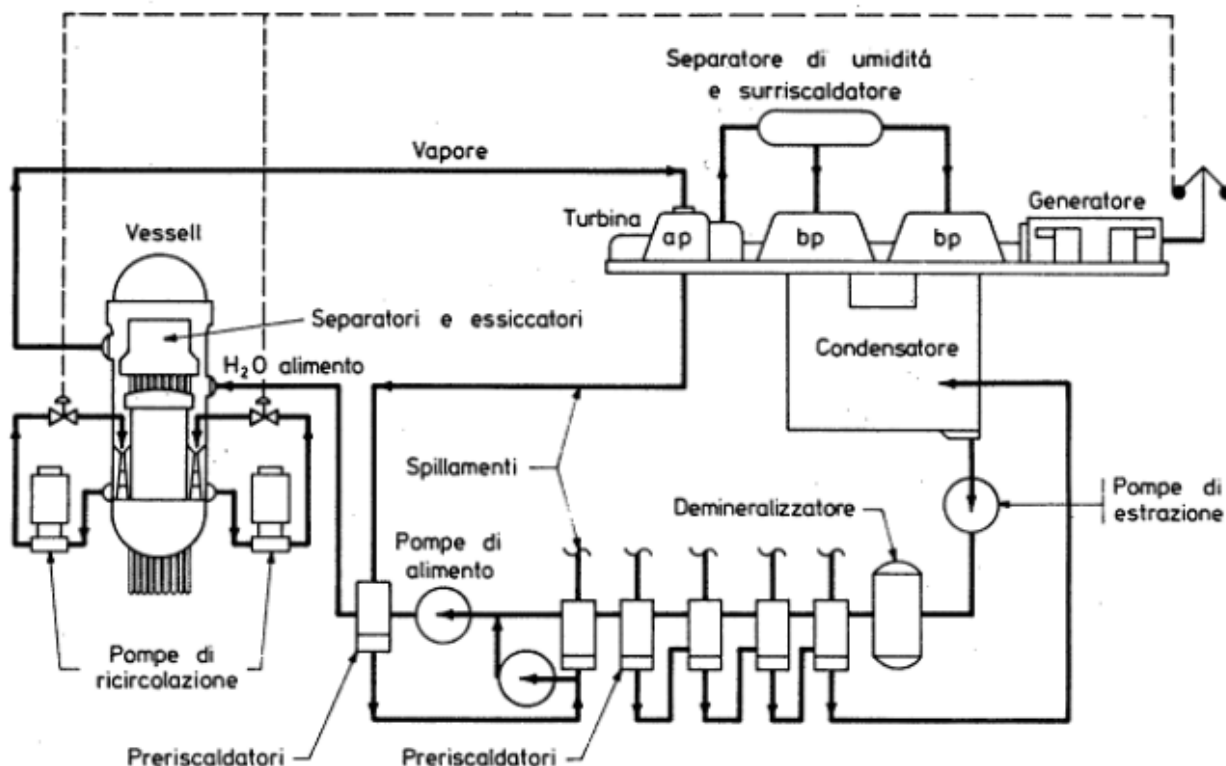 Separatore di umiditá
e surriscaldatore
Vapore
Turbina
Generatore
Vessell
ap
bp
bp
Separatori e essiccatori
H₂O alimento
Condensatore
Spillamenti
Pompe di
estrazione
Demineralizzatore
Pompe di
alimento
Pompe di
ricircolazione
Preriscaldatori
Preriscaldatori